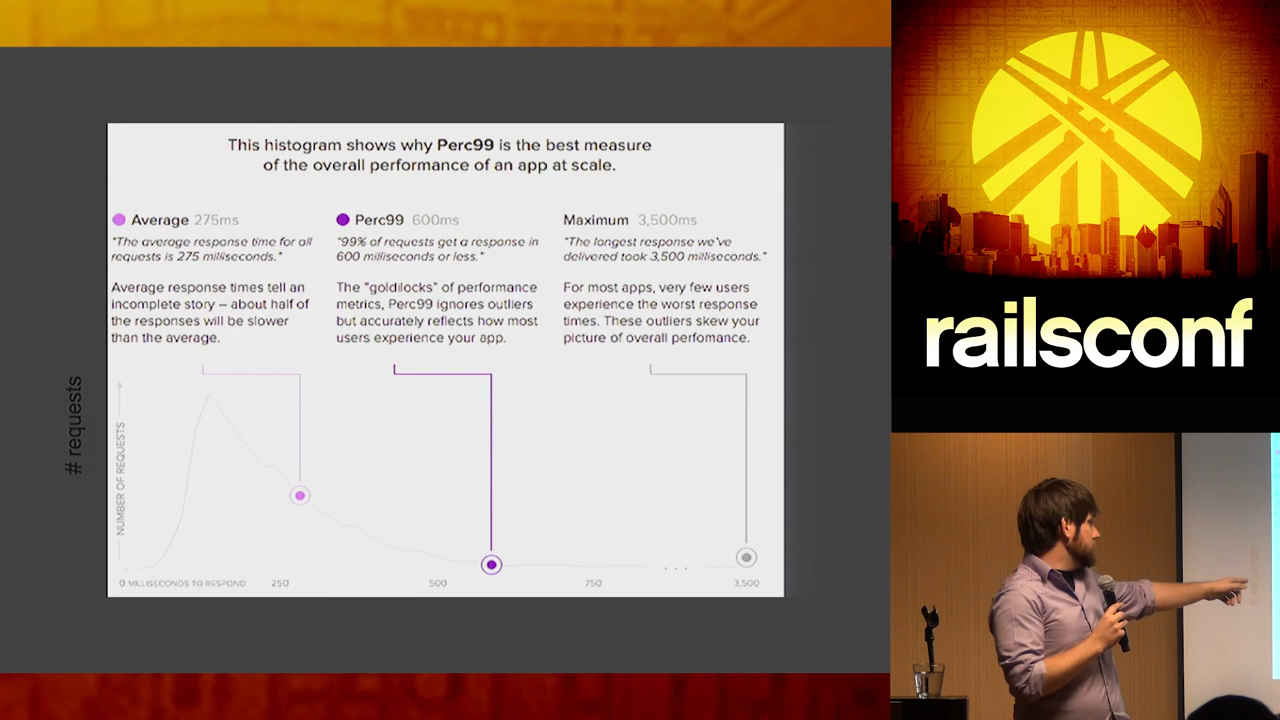 This histogram shows why Perc99 is the best measure
of the overall performance of an app at scale.
Average 275ms
"The average response time for all
requests is 275 milliseconds."
Average response times tell an
incomplete story – about half of
the responses will be slower
than the average.
Perc99 600ms
"99% of requests get a response in
600 milliseconds or less."
The "goldilocks" of performance
metrics, Perc99 ignores outliers
but accurately reflects how most
users experience your app.
Maximum 3,500ms
"The longest response we've
delivered took 3,500 milliseconds."
For most apps, very few users
experience the worst response
times. These outliers skew your
picture of overall perfomance.
# requests
NUMBER OF REQUESTS
0 MILLISECONDS TO RESPOND 250 500 750 ... 3,500
railsconf